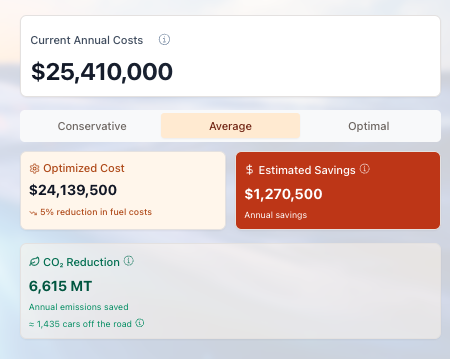 Current Annual Costs
$25,410,000
Conservative Average Optimal
Optimized Cost
$24,139,500
5% reduction in fuel costs
Estimated Savings
$1,270,500
Annual savings
CO₂ Reduction
6,615 MT
Annual emissions saved
≈ 1,435 cars off the road